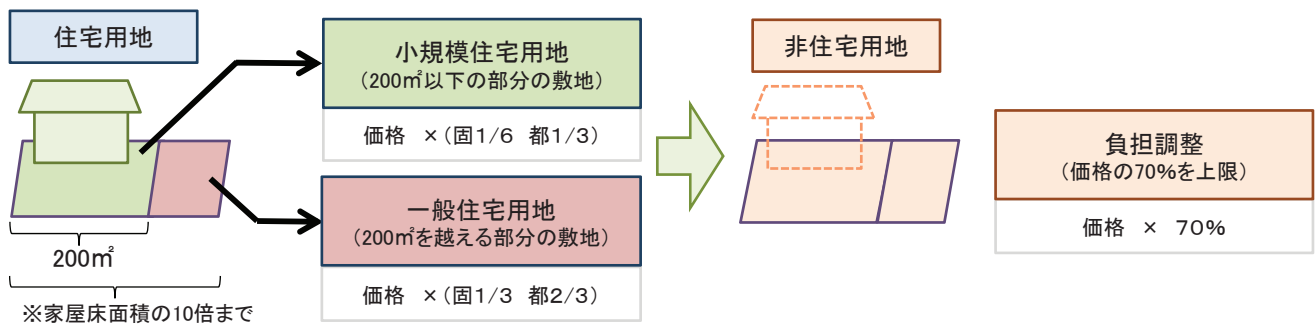 住宅用地
200㎡
※家屋床面積の10倍まで
小規模住宅用地
（200㎡以下の部分の敷地）
価格 ×（固1/6 都1/3）
一般住宅用地
（200㎡を越える部分の敷地）
価格 ×（固1/3 都2/3）
非住宅用地
負担調整
（価格の70%を上限）
価格 × 70%